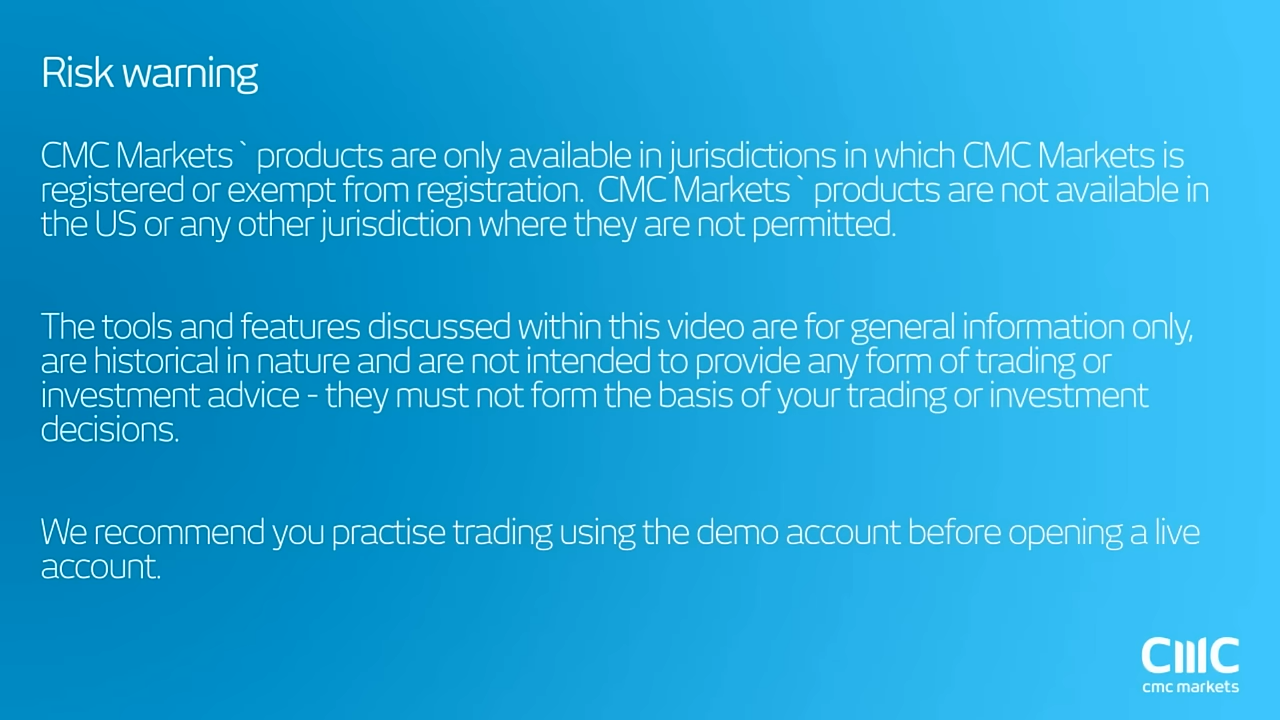 Risk warning
CMC Markets` products are only available in jurisdictions in which CMC Markets is
registered or exempt from registration.  CMC Markets` products are not available in
the US or any other jurisdiction where they are not permitted.
The tools and features discussed within this video are for general information only,
are historical in nature and are not intended to provide any form of trading or
investment advice - they must not form the basis of your trading or investment
decisions.
We recommend you practise trading using the demo account before opening a live
account.
CMC
cmc markets